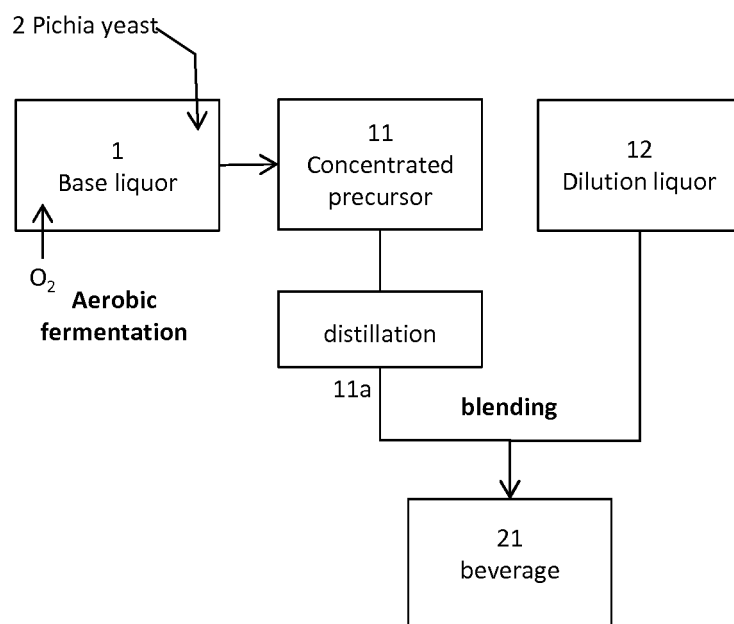 2 Pichia yeast
1
Base liquor
11
Concentrated
precursor
12
Dilution liquor
O₂
Aerobic
fermentation
distillation
11a
blending
21
beverage